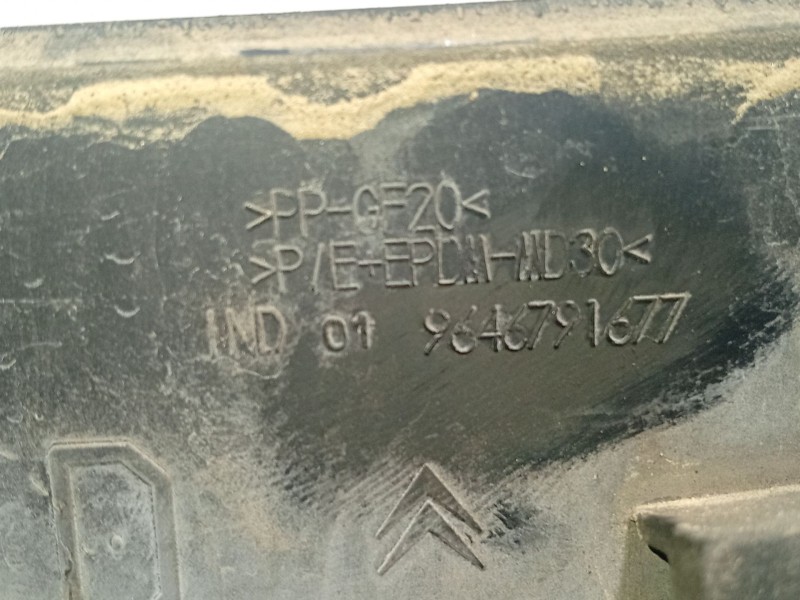 >PP-GF20<
>P/E+EPDM-MD30<
IND 01 9646791677